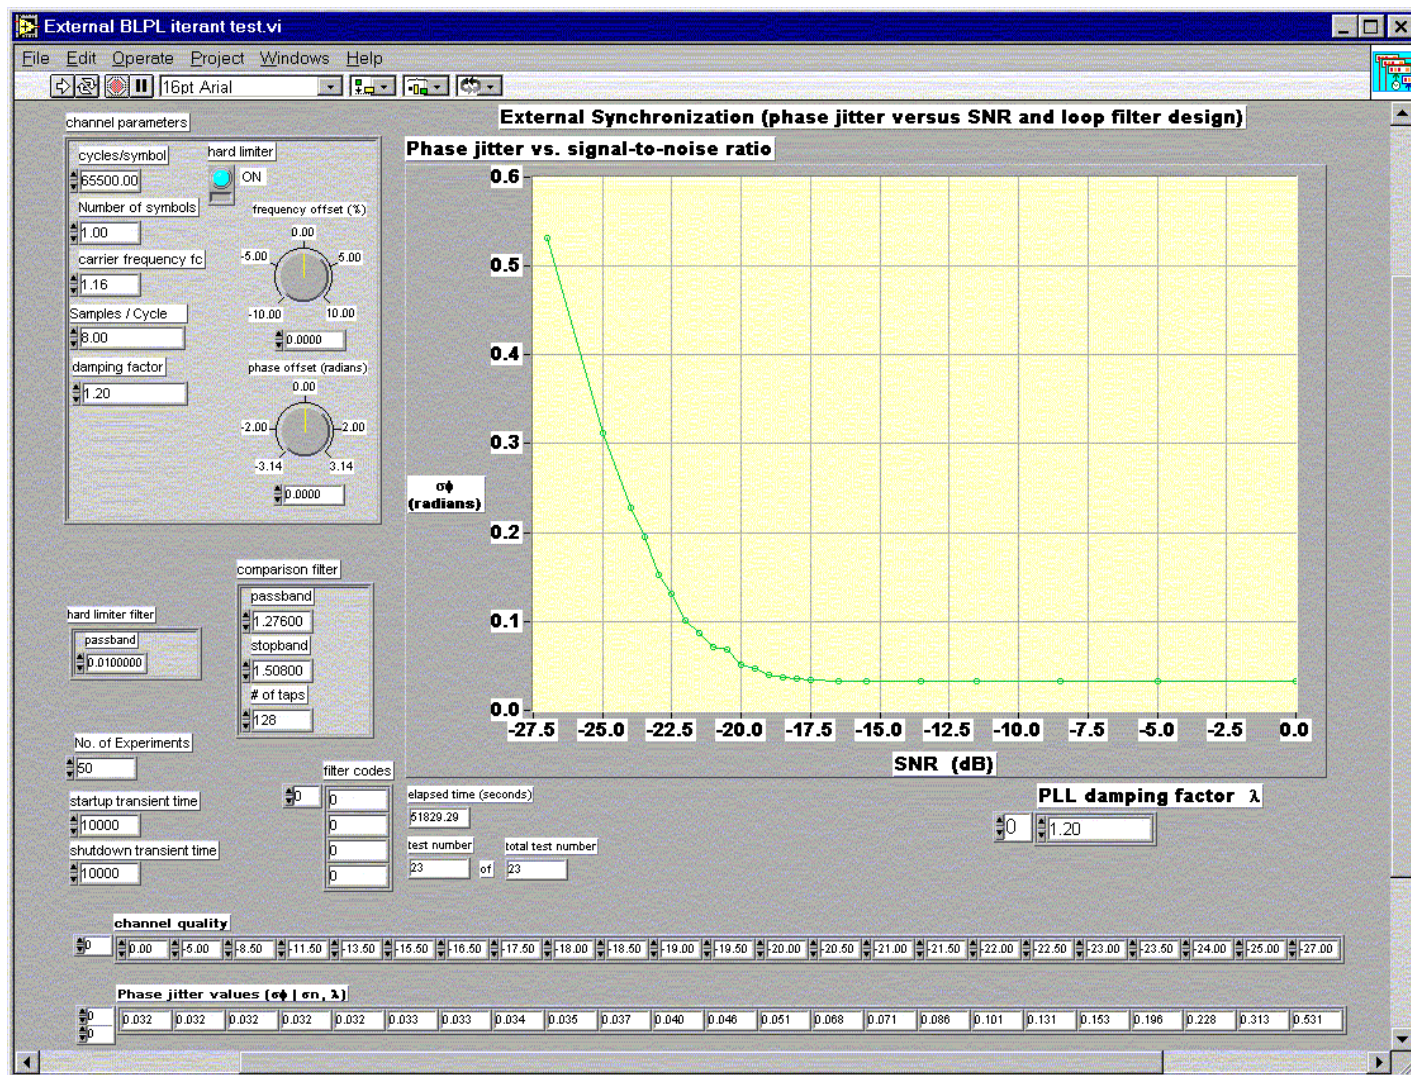 External BLPL iterant test.vi
File Edit Operate Project Windows Help
16pt Arial
External Synchronization (phase jitter versus SNR and loop filter design)
channel parameters
cycles/symbol
65500.00
hard limiter
ON
Number of symbols
1.00
carrier frequency fc
1.16
Samples / Cycle
8.00
damping factor
1.20
frequency offset (%)
0.00
-5.00 5.00
-10.00 10.00
0.0000
phase offset (radians)
0.00
-2.00 2.00
-3.14 3.14
0.0000
Phase jitter vs. signal-to-noise ratio
0.6
0.5
0.4
0.3
σϕ
(radians)
0.2
0.1
0.0
-27.5 -25.0 -22.5 -20.0 -17.5 -15.0 -12.5 -10.0 -7.5 -5.0 -2.5 0.0
SNR (dB)
hard limiter filter
passband
0.0100000
comparison filter
passband
1.27600
stopband
1.50800
# of taps
128
No. of Experiments
50
startup transient time
10000
shutdown transient time
10000
filter codes
0
0
0
0
0
elapsed time (seconds)
51829.29
test number total test number
23 of 23
PLL damping factor λ
0 1.20
channel quality
0 0.00 -5.00 -8.50 -11.50 -13.50 -15.50 -16.50 -17.50 -18.00 -18.50 -19.00 -19.50 -20.00 -20.50 -21.00 -21.50 -22.00 -22.50 -23.00 -23.50 -24.00 -25.00 -27.00
Phase jitter values (σϕ | σn, λ)
0
0
0.032 0.032 0.032 0.032 0.032 0.033 0.033 0.034 0.035 0.037 0.040 0.046 0.051 0.068 0.071 0.086 0.101 0.131 0.153 0.196 0.228 0.313 0.531